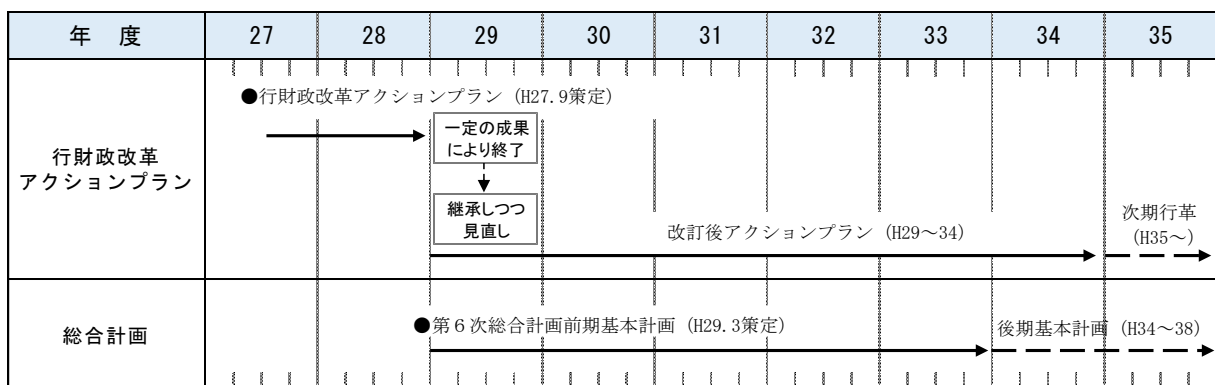 年 度 27 28 29 30 31 32 33 34 35
行財政改革
アクションプラン
●行財政改革アクションプラン（H27.9策定）
一定の成果
により終了
継承しつつ
見直し
改訂後アクションプラン（H29～34）
次期行革
（H35～）
総合計画
●第６次総合計画前期基本計画（H29.3策定）
後期基本計画（H34～38）